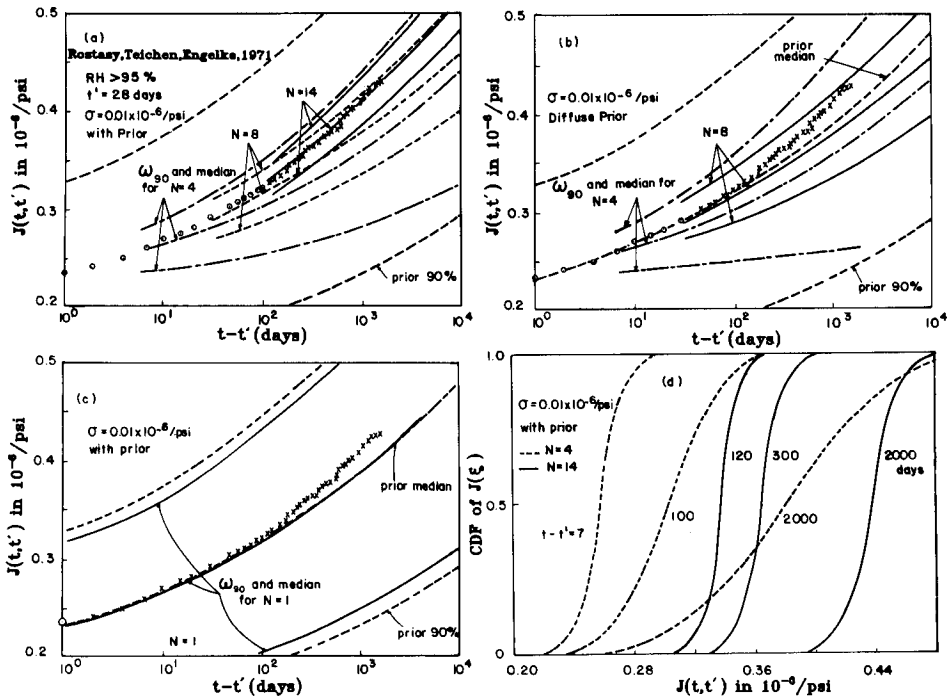 (a)
Rostasy,Teichen,Engelke,1971
RH >95 %
t' = 28 days
σ=0.01x10⁻⁶/psi
with Prior
N=14
N=8
ω₉₀ and median
for N=4
prior 90%
J(t,t') in 10⁻⁶/psi
0.5
0.4
0.3
0.2
10⁰ 10¹ 10² 10³ 10⁴
t-t' (days)
(b)
prior
median
σ=0.01x10⁻⁶/psi
Diffuse Prior
N=8
ω₉₀ and median for
N=4
prior 90%
J(t,t') in 10⁻⁶/psi
0.5
0.4
0.3
0.2
10⁰ 10¹ 10² 10³ 10⁴
t-t' (days)
(c)
σ=0.01x10⁻⁶/psi
with prior
prior median
ω₉₀ and median
for N=1
N=1
prior 90%
J(t,t') in 10⁻⁶/psi
0.5
0.4
0.3
0.2
10⁰ 10¹ 10² 10³ 10⁴
t-t' (days)
(d)
σ=0.01x10⁻⁶/psi
with prior
---- N=4
— N=14
t-t'=7
100
120
300
2000
2000
days
CDF of J(ξ)
1.0
0.5
0
0.20 0.28 0.36 0.44
J(t,t') in 10⁻⁶/psi